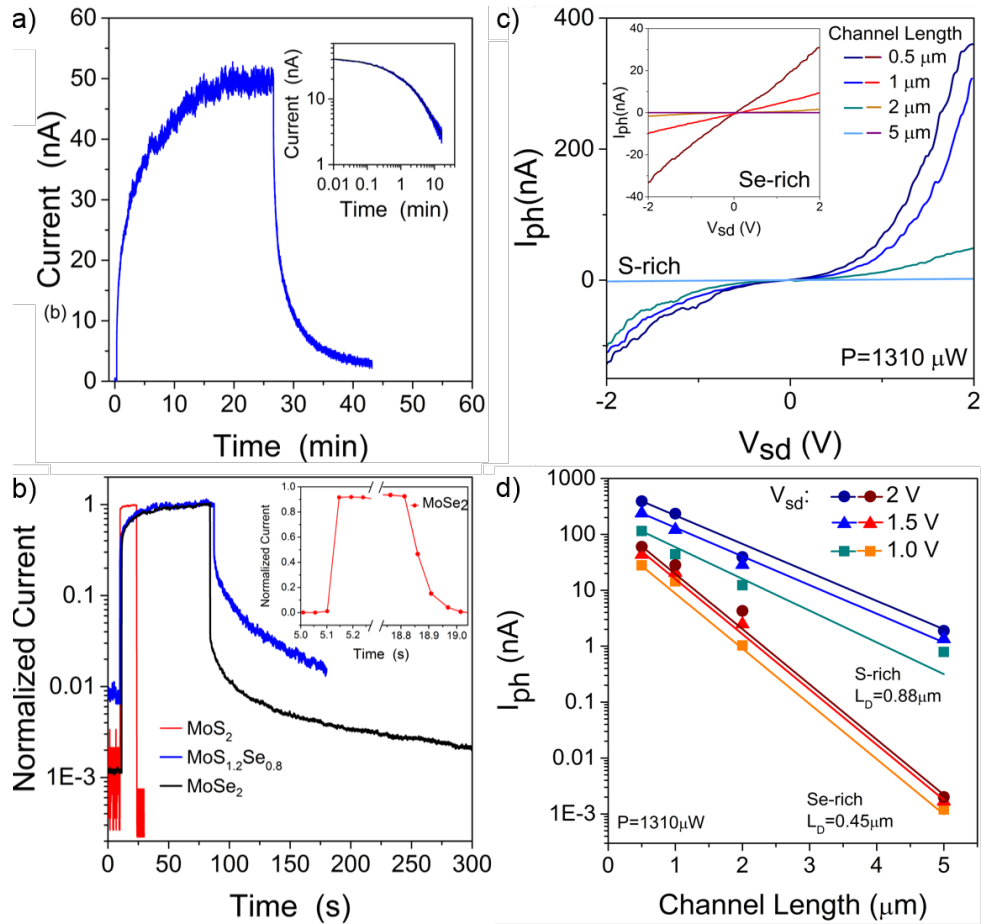 a)
60
50
40
30
20
10
0
Current (nA)
(b)
0 10 20 30 40 50 60
Time (min)
Current (nA)
10
1
0.01 0.1 1 10
Time (min)
c)
400
200
0
Iph(nA)
Channel Length
0.5 µm
1 µm
2 µm
5 µm
40
20
0
-20
-40
Iph(nA)
Se-rich
-2 -1 0 1 2
Vsd (V)
S-rich
P=1310 µW
-2 0 2
Vsd (V)
b)
1
0.1
0.01
1E-3
Normalized Current
MoS2
MoS1.2Se0.8
MoSe2
0 50 100 150 200 250 300
Time (s)
1.0
0.8
0.6
0.4
0.2
0.0
Normalized Current
MoSe2
5.0 5.1 5.2 18.8 18.9 19.0
Time (s)
d)
1000
100
10
1
0.1
0.01
1E-3
Iph (nA)
Vsd: 2 V
1.5 V
1.0 V
S-rich
LD=0.88µm
Se-rich
LD=0.45µm
P=1310µW
0 1 2 3 4 5
Channel Length (µm)